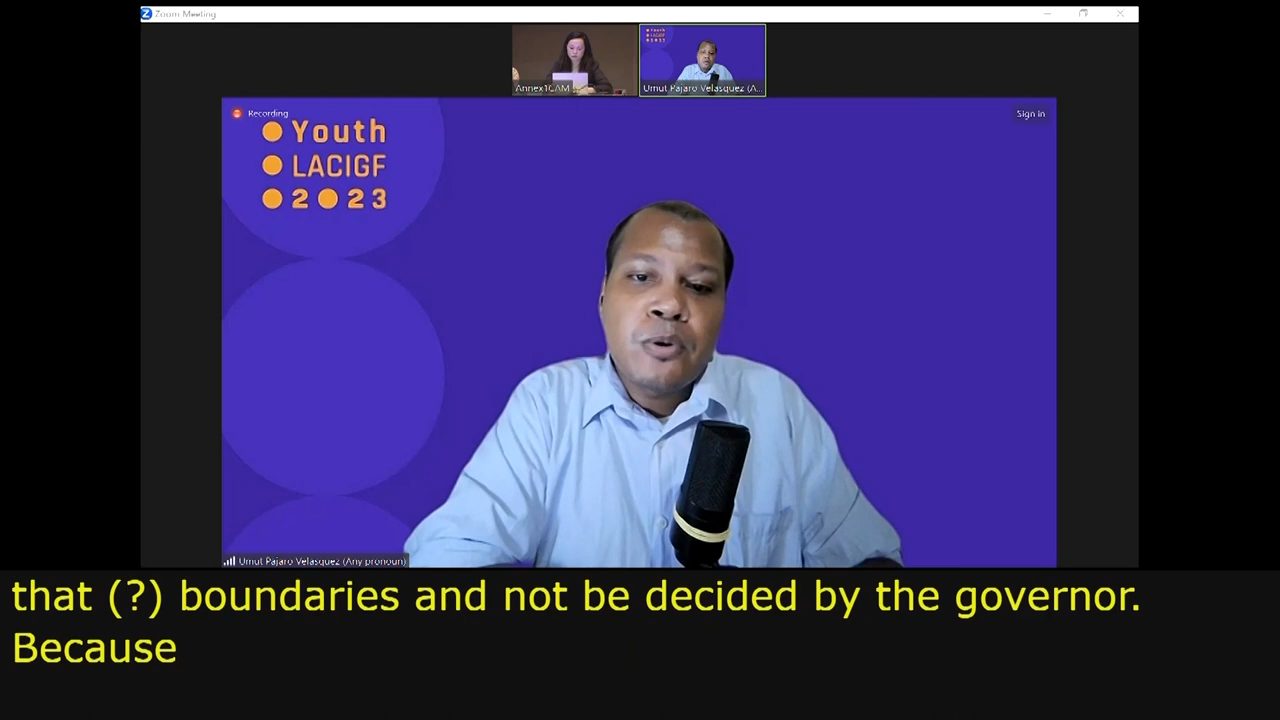 Zoom Meeting
Annex1CAM
Umut Pajaro Velasquez (A...
Recording
Sign in
Youth
LACIGF
2023
Umut Pajaro Velasquez (Any pronoun)
that (?) boundaries and not be decided by the governor.
Because